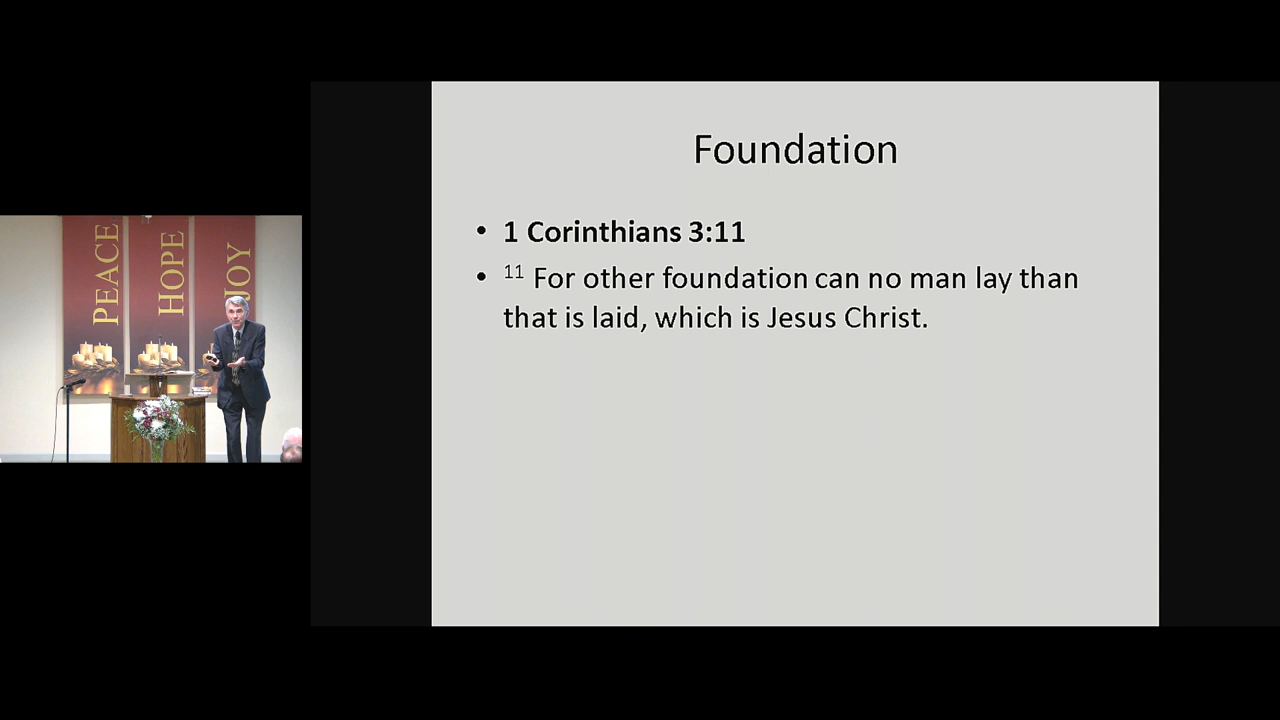 PEACE
HOPE
JOY
Foundation
• 1 Corinthians 3:11
• 11 For other foundation can no man lay than
that is laid, which is Jesus Christ.